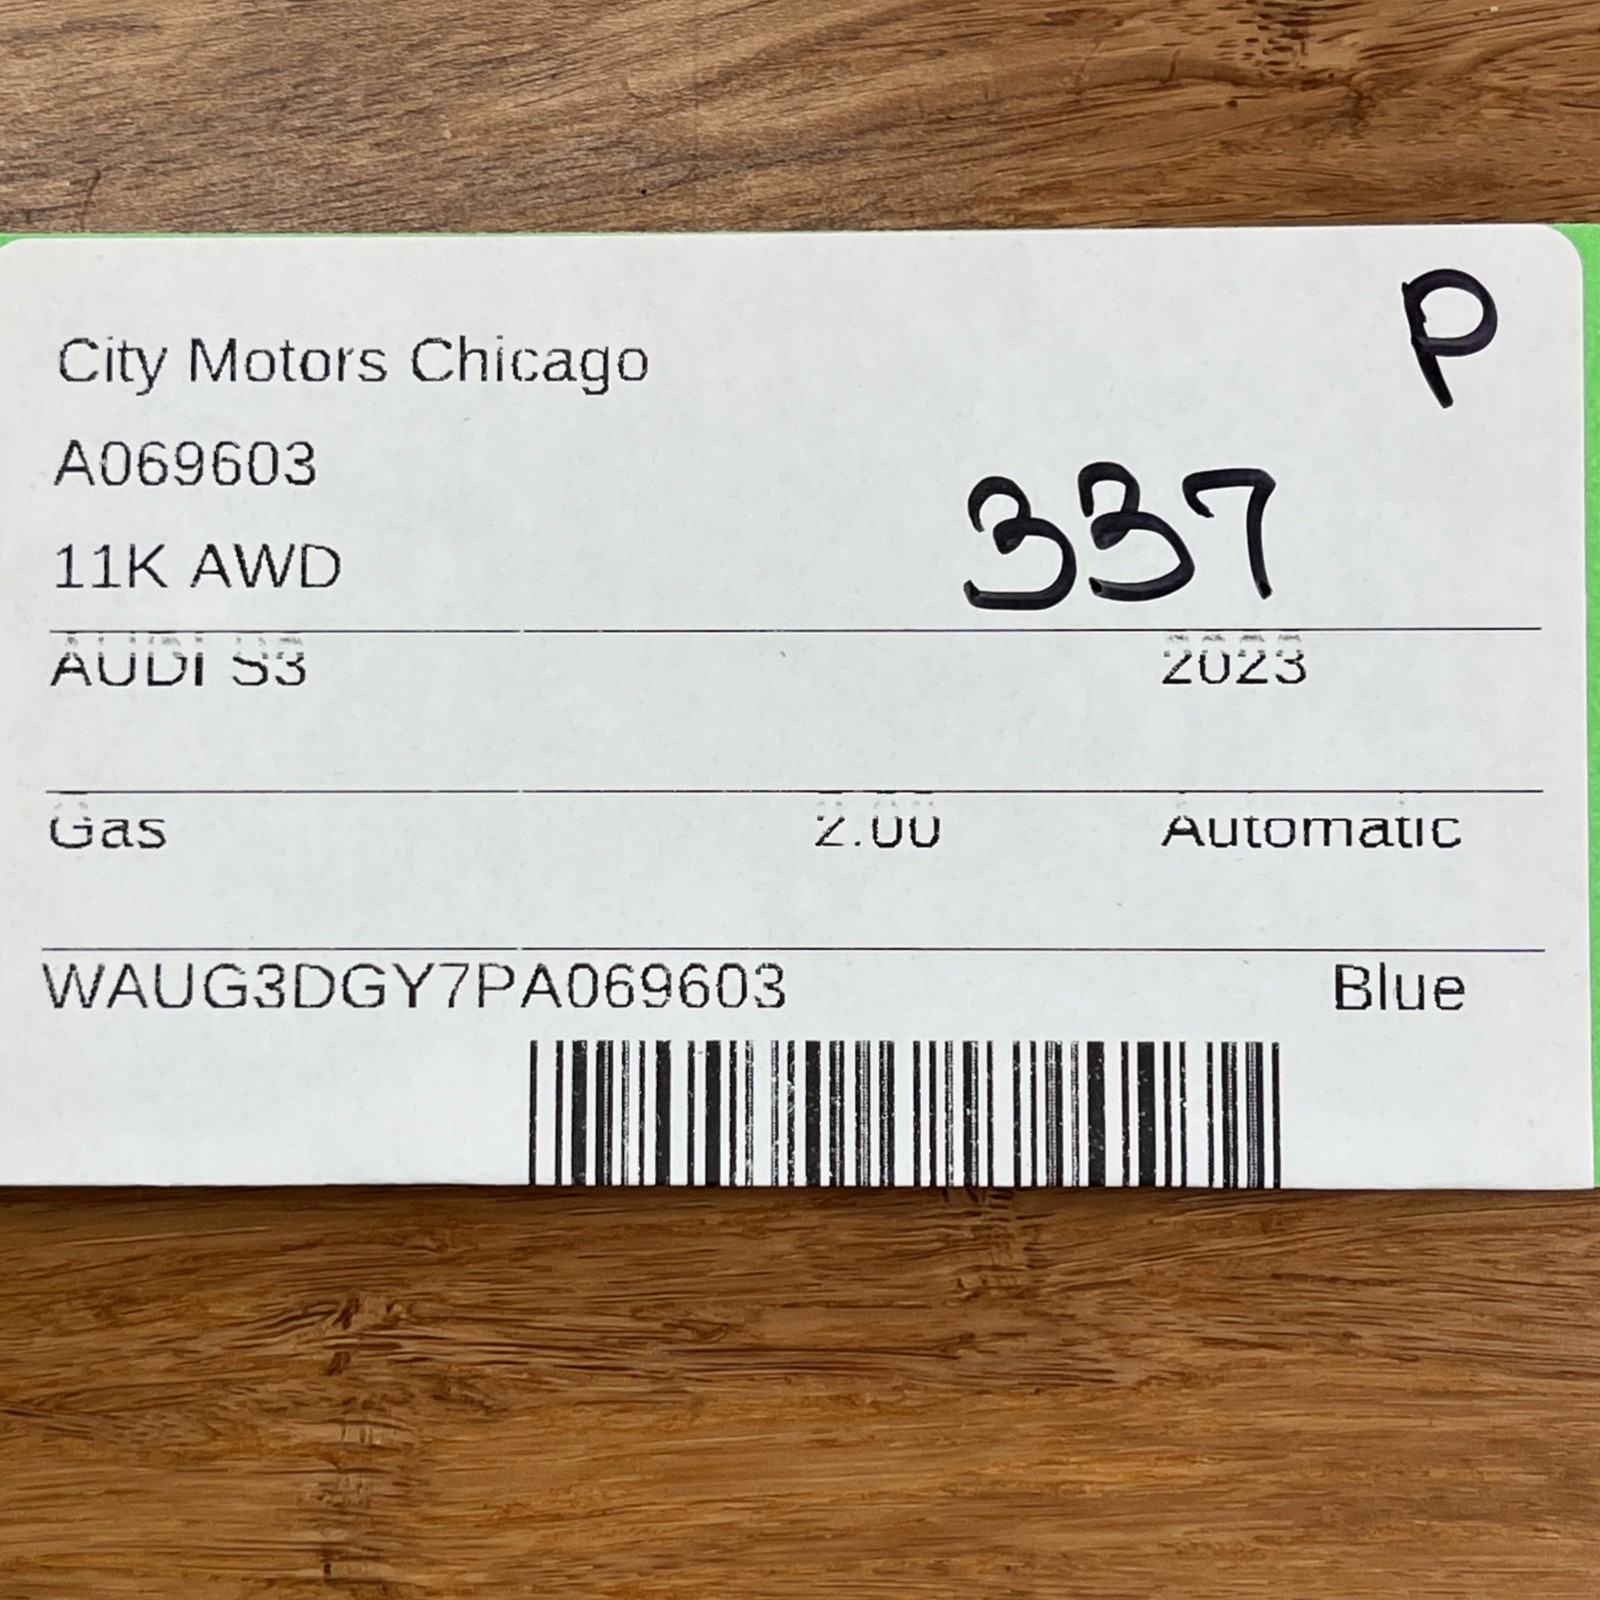 P
City Motors Chicago
A069603
337
11K AWD
AUDI S3 2023
Gas 2.00 Automatic
WAUG3DGY7PA069603 Blue